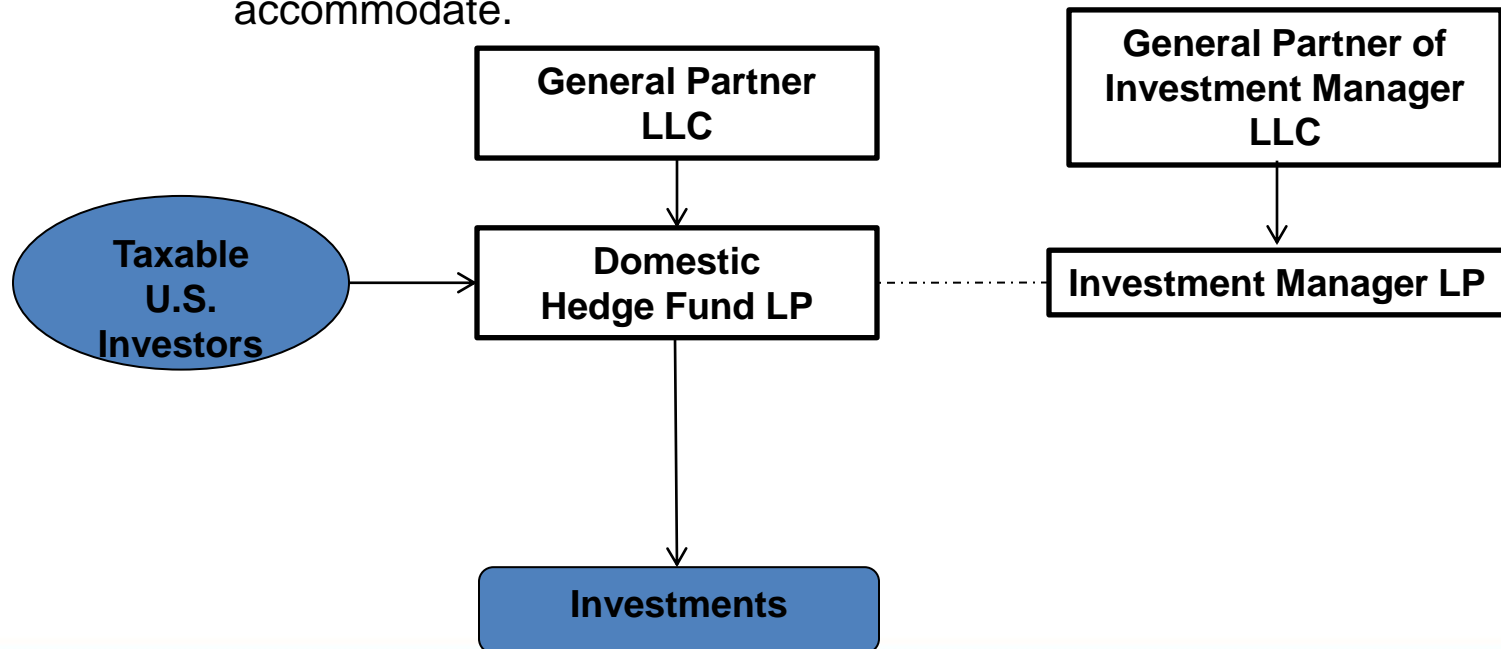 accommodate.
General Partner
LLC
General Partner of
Investment Manager
LLC
Taxable
U.S.
Investors
Domestic
Hedge Fund LP
Investment Manager LP
Investments